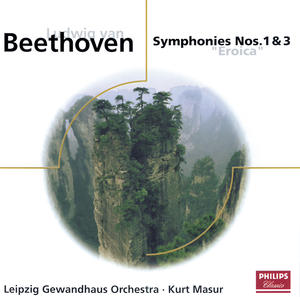 Ludwig van
Beethoven
Symphonies Nos.1 & 3
"Eroica"
Leipzig Gewandhaus Orchestra · Kurt Masur
PHILIPS
Classics